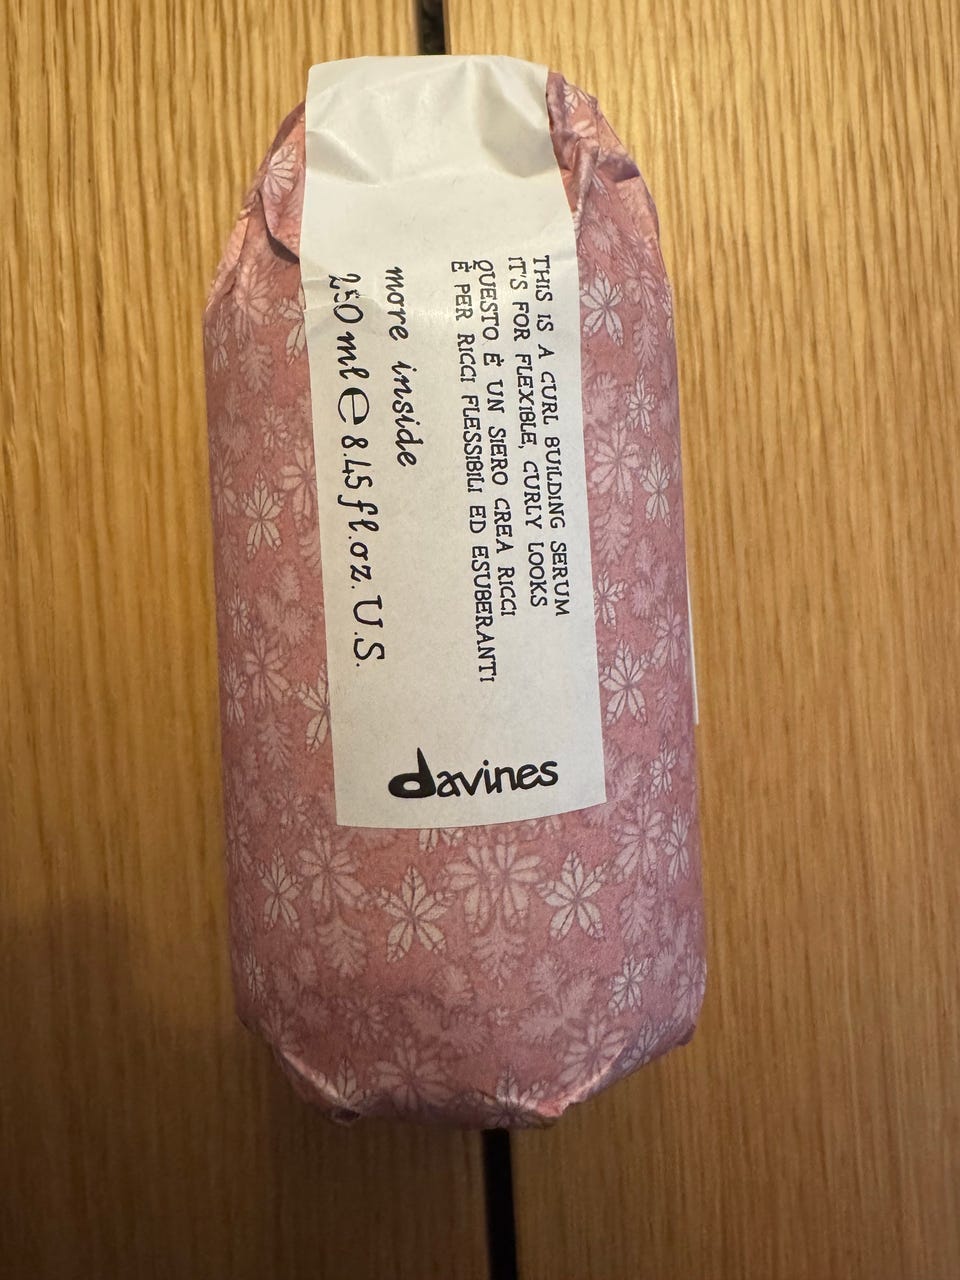 THIS IS A CURL BUILDING SERUM
IT'S FOR FLEXIBLE, CURLY LOOKS
QUESTO È UN SIERO CREA RICCI
È PER RICCI FLESSIBILI ED ESUBERANTI
more inside
250 ml ℮ 8.45 fl.oz. U.S.
davines